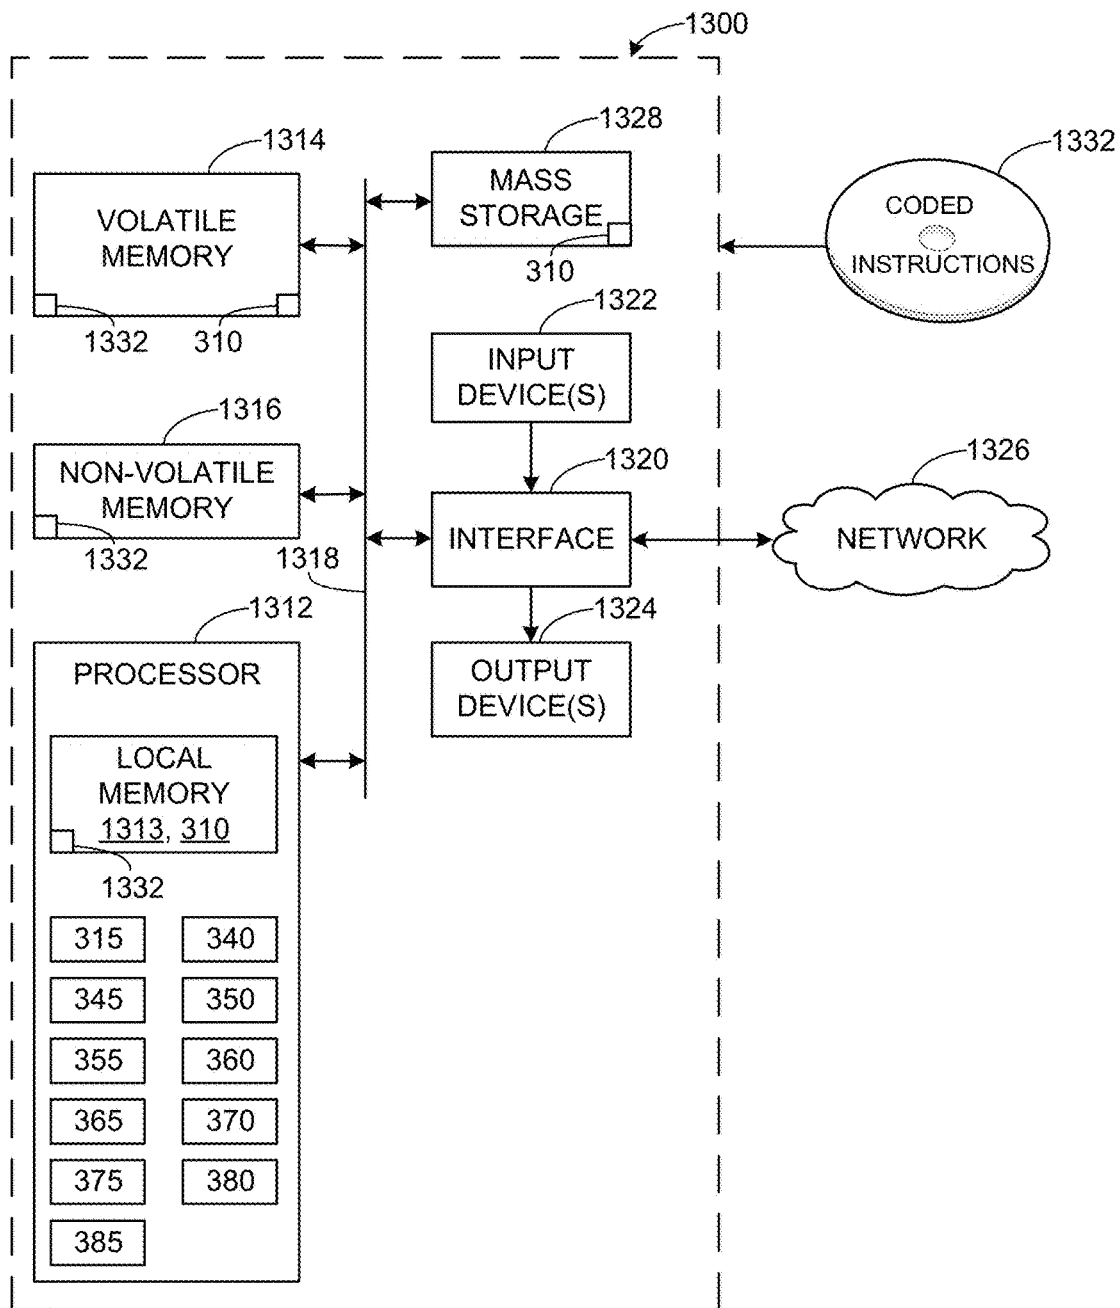 1300
1314
VOLATILE
MEMORY
1332
310
1328
MASS
STORAGE
310
1332
CODED
INSTRUCTIONS
1322
INPUT
DEVICE(S)
1316
NON-VOLATILE
MEMORY
1332
1318
1320
INTERFACE
1326
NETWORK
1324
OUTPUT
DEVICE(S)
1312
PROCESSOR
LOCAL
MEMORY
1313, 310
1332
315
340
345
350
355
360
365
370
375
380
385